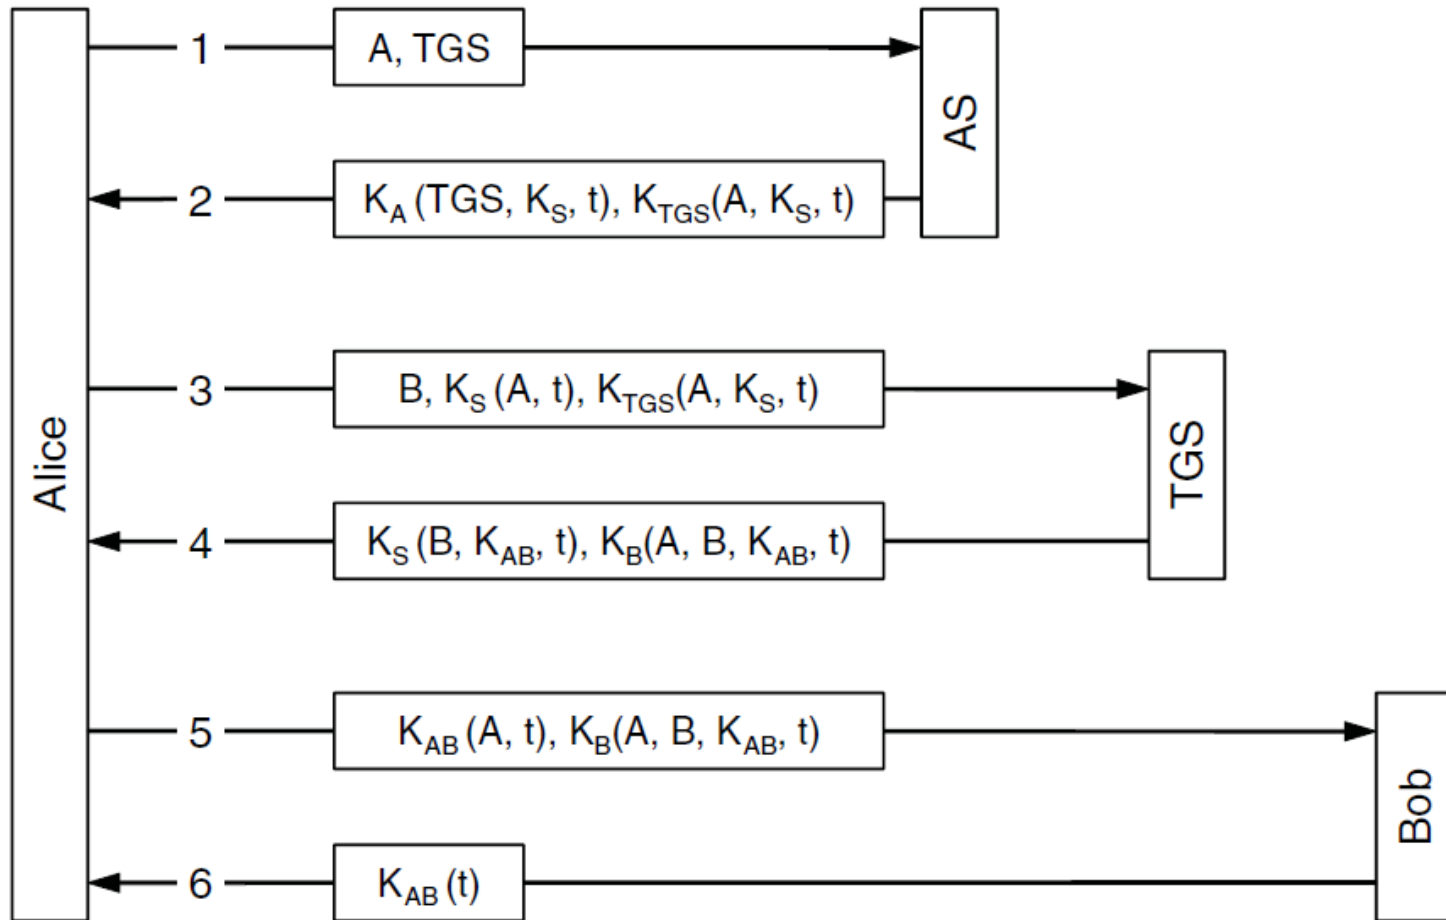 Alice
1
A, TGS
AS
2
K_A (TGS, K_S, t), K_TGS(A, K_S, t)
3
B, K_S (A, t), K_TGS(A, K_S, t)
TGS
4
K_S (B, K_AB, t), K_B(A, B, K_AB, t)
5
K_AB (A, t), K_B(A, B, K_AB, t)
Bob
6
K_AB (t)